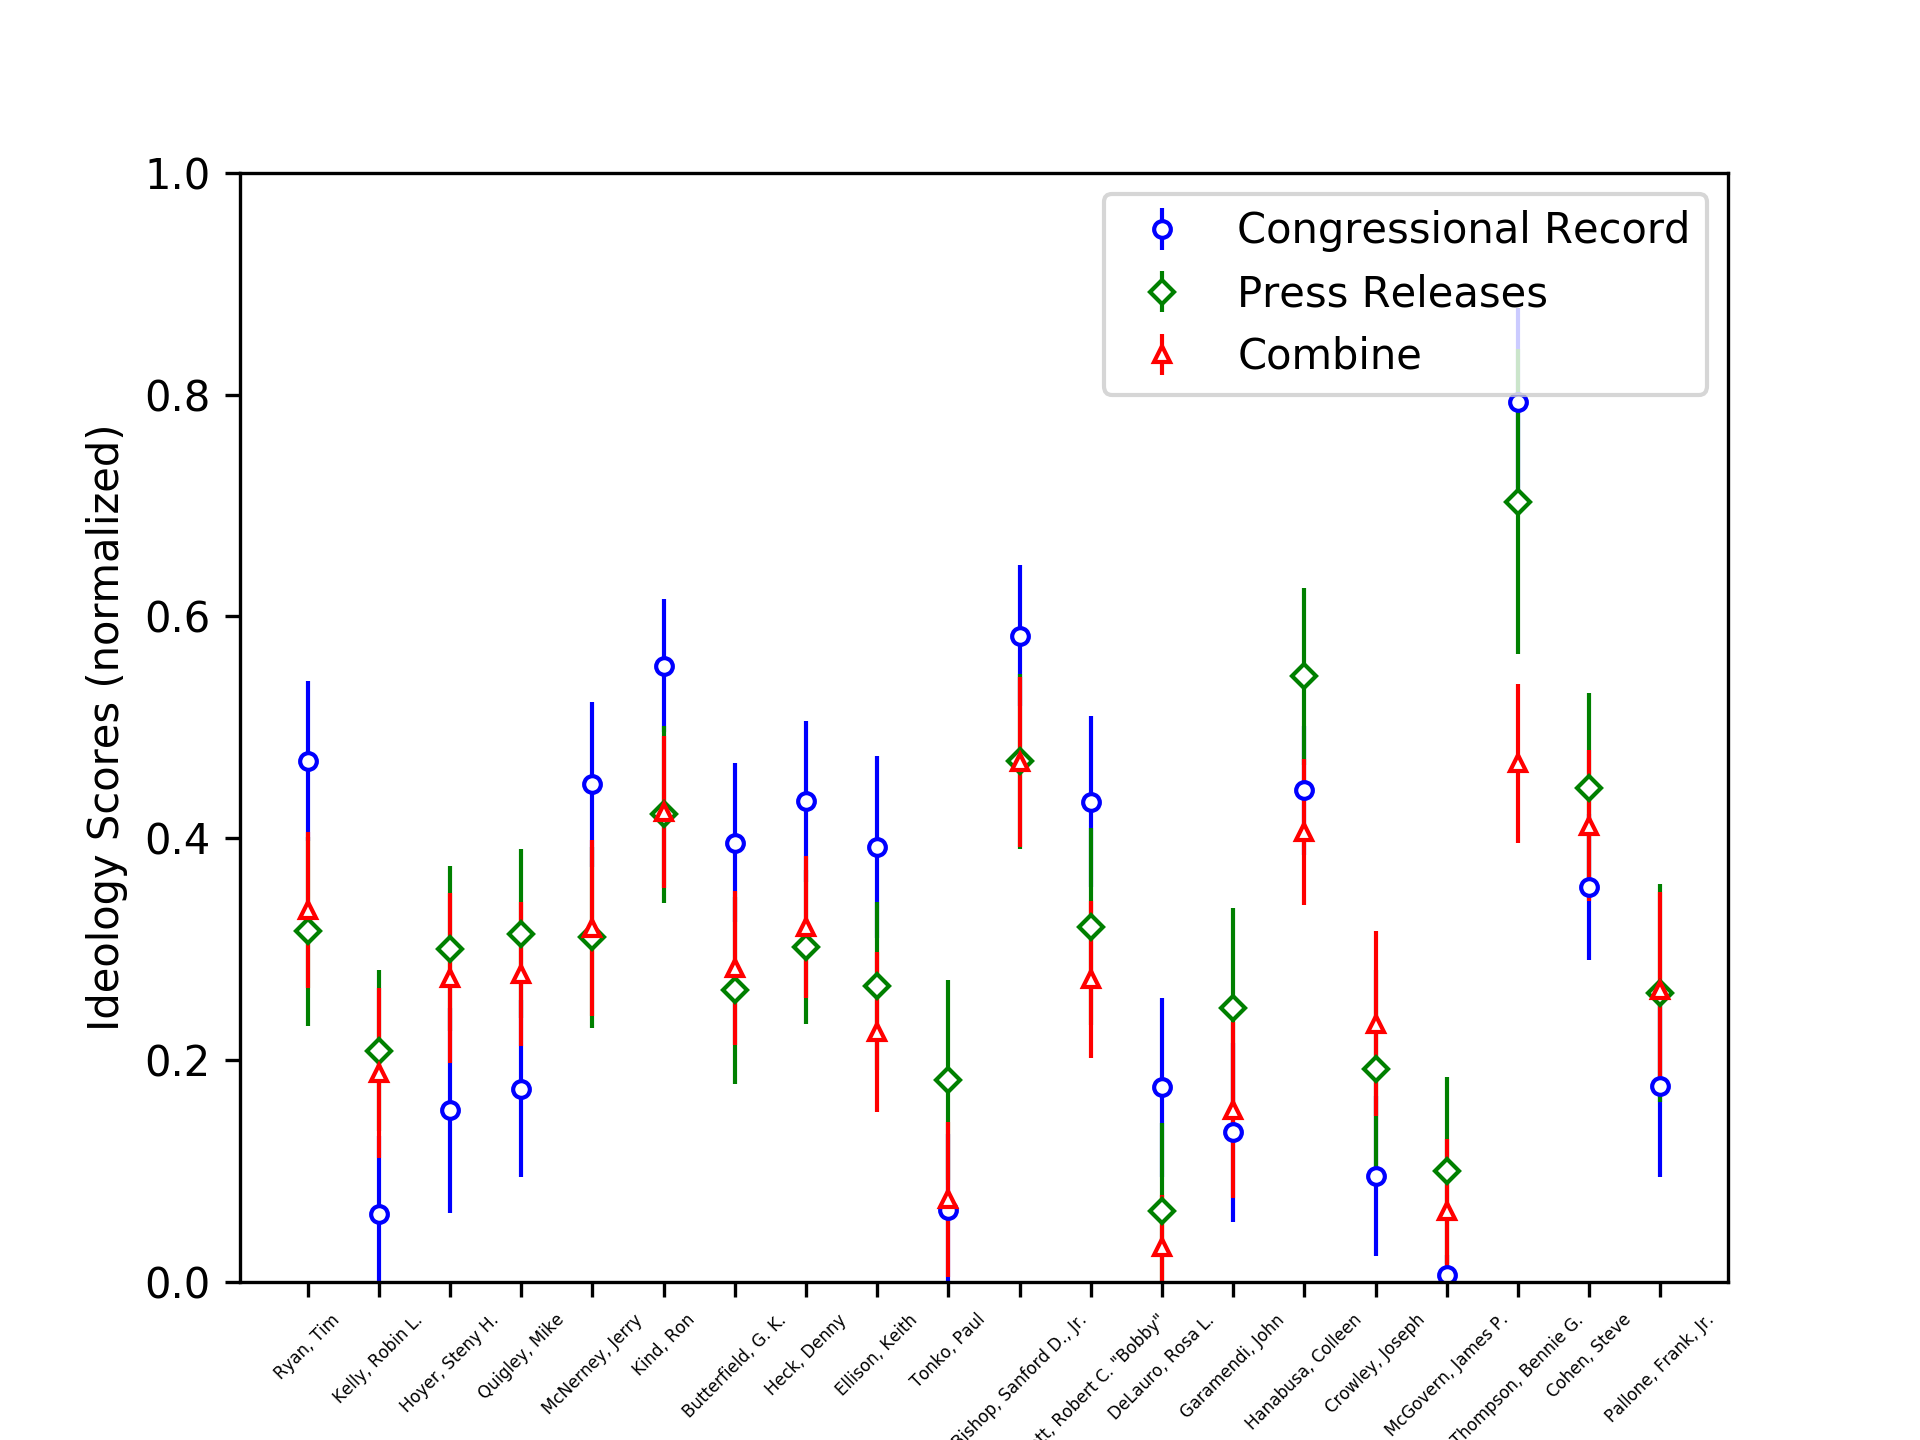 1.0
0.8
0.6
0.4
0.2
0.0
Ideology Scores (normalized)
Congressional Record
Press Releases
Combine
Ryan, Tim
Kelly, Robin L.
Hoyer, Steny H.
Quigley, Mike
McNerney, Jerry
Kind, Ron
Butterfield, G. K.
Heck, Denny
Ellison, Keith
Tonko, Paul
Bishop, Sanford D., Jr.
Robert C. "Bobby"
DeLauro, Rosa L.
Garamendi, John
Hanabusa, Colleen
Crowley, Joseph
McGovern, James P.
Thompson, Bennie G.
Cohen, Steve
Pallone, Frank, Jr.